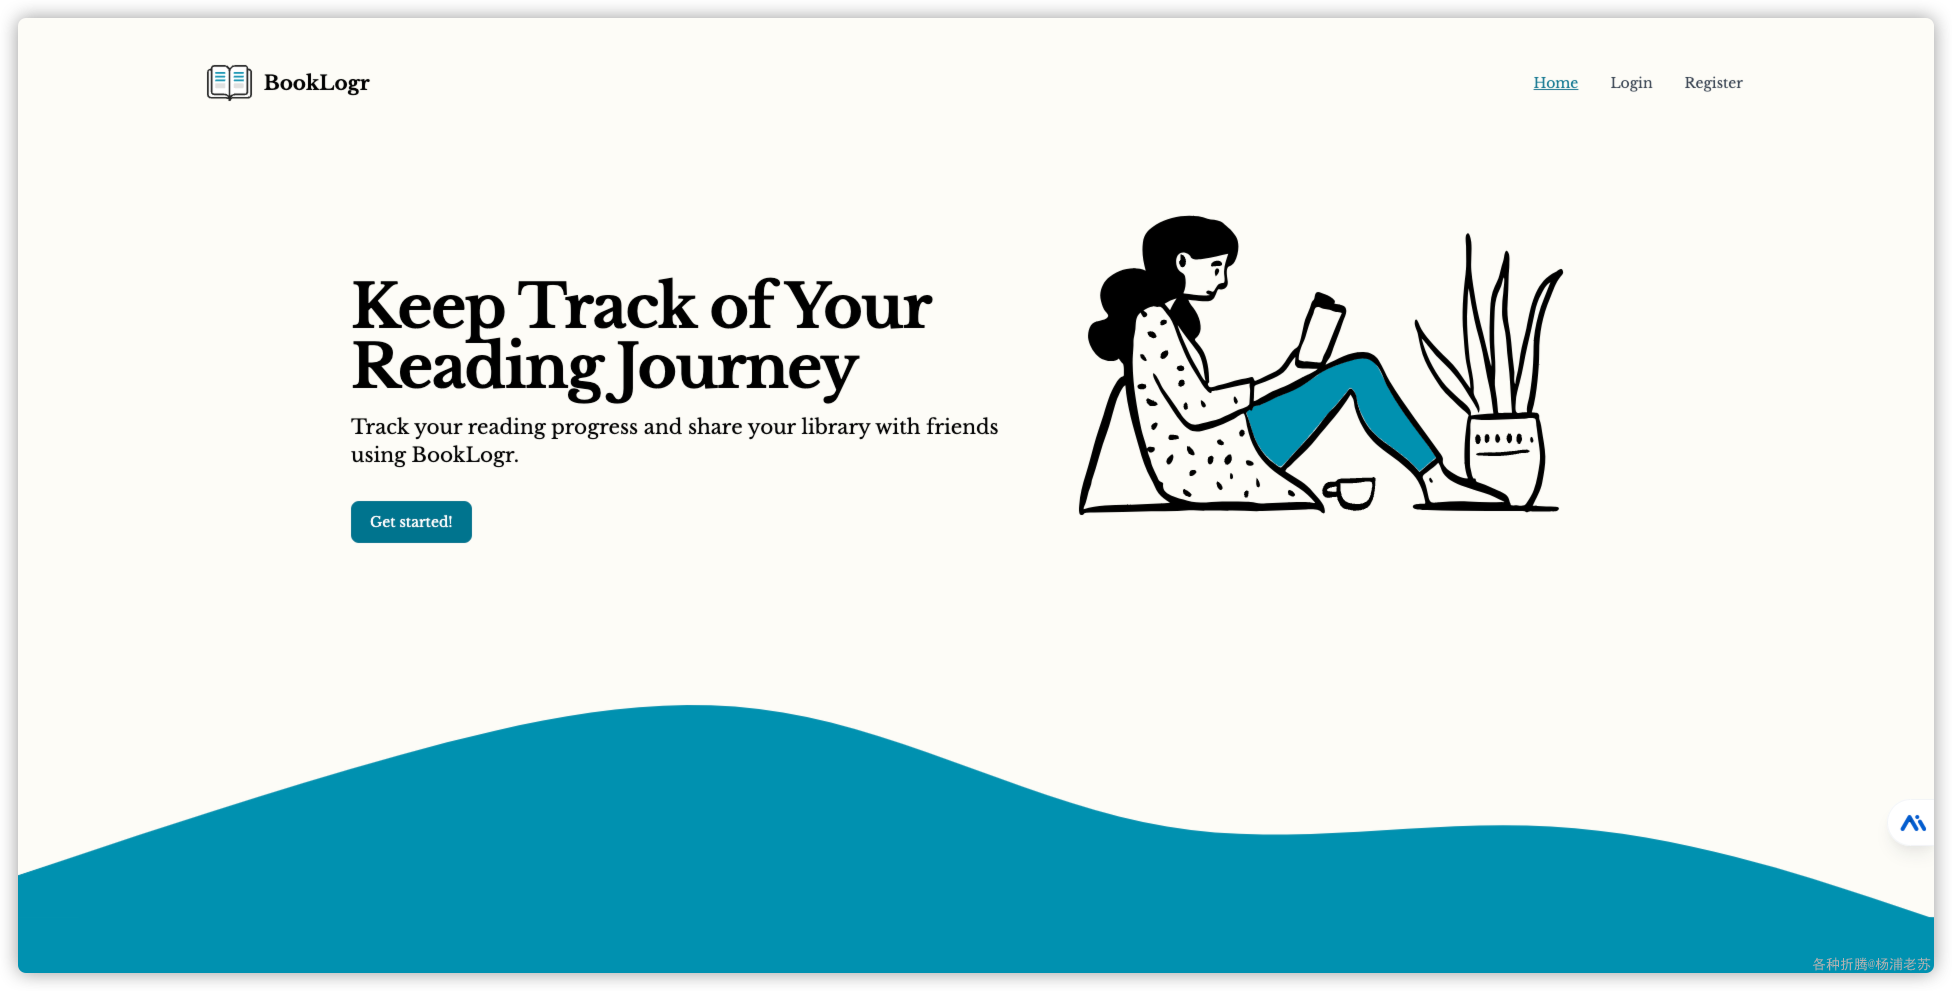 BookLogr
Home
Login
Register
Keep Track of Your
Reading Journey
Track your reading progress and share your library with friends
using BookLogr.
Get started!
各种折腾@杨浦老苏